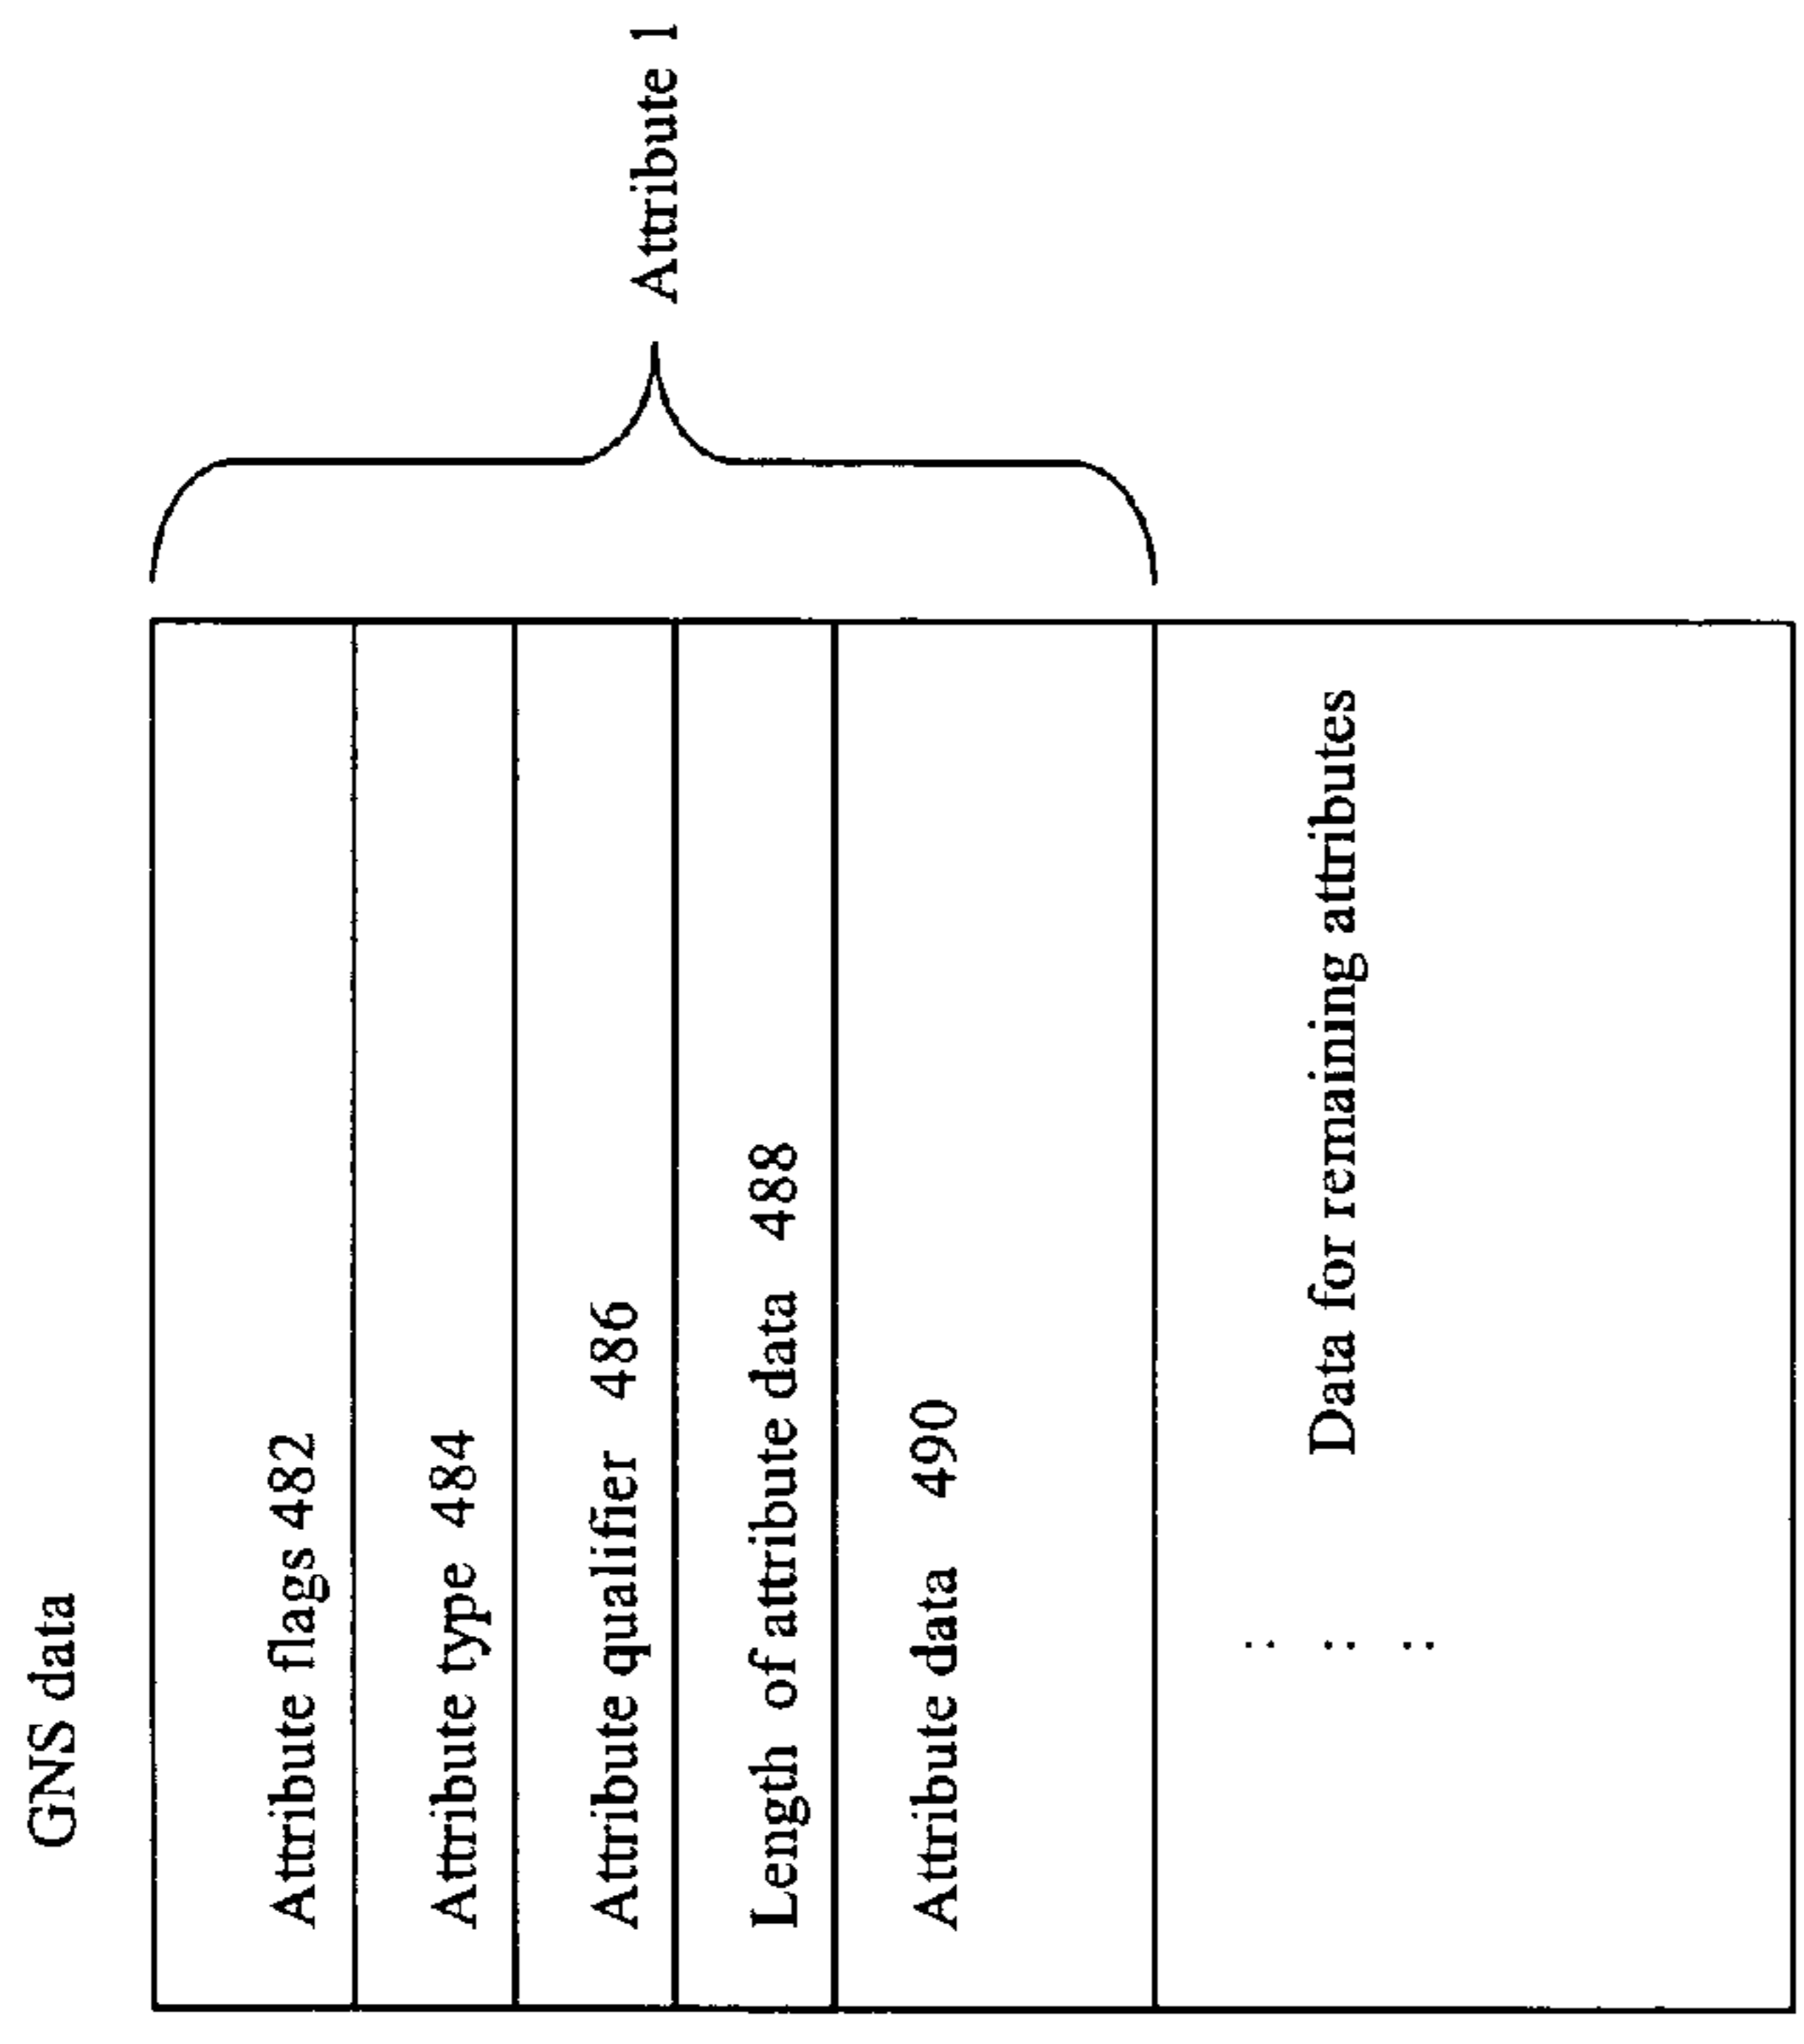 GNS data
Attribute flags 482
Attribute type 484
Attribute qualifier 486
Length of attribute data 488
Attribute data 490
Attribute 1
Data for remaining attributes